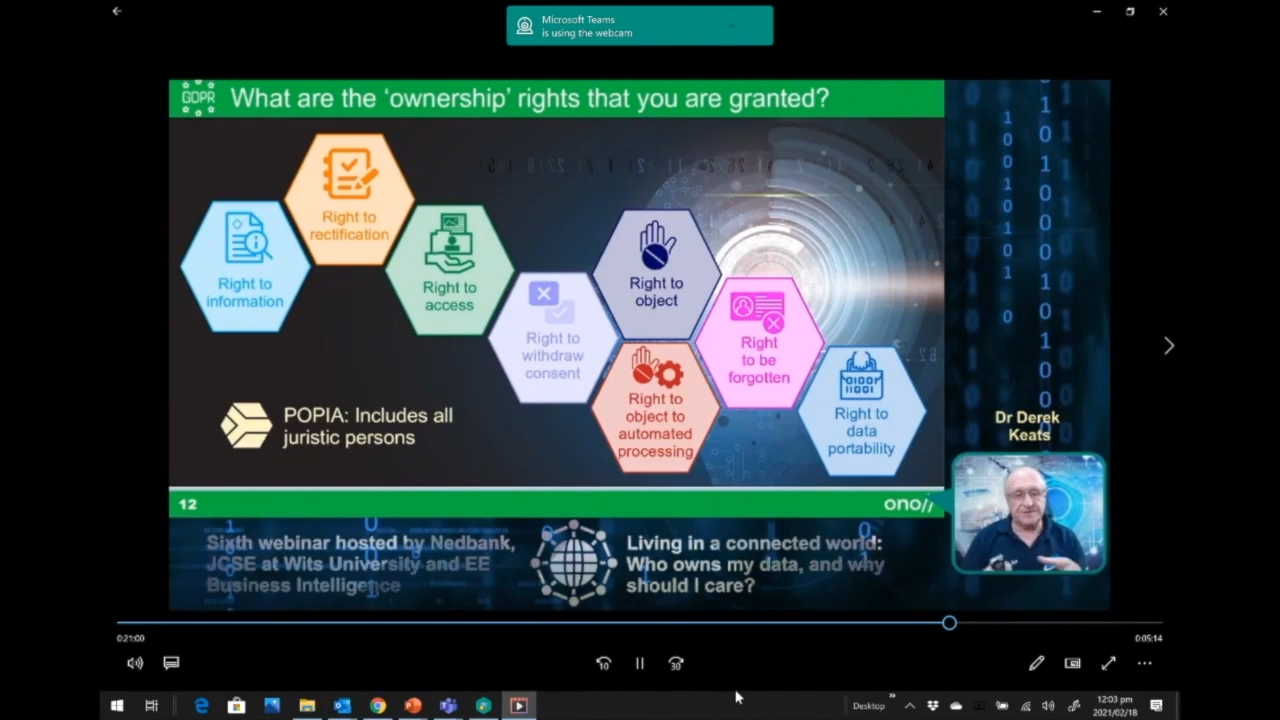 Microsoft Teams
is using the webcam
GDPR
What are the ‘ownership’ rights that you are granted?
Right to
information
Right to
rectification
Right to
access
Right to
withdraw
consent
Right to
object
Right to
object to
automated
processing
Right
to be
forgotten
Right to
data
portability
POPIA: Includes all
juristic persons
Dr Derek
Keats
12
ono//
Sixth webinar hosted by Nedbank,
JCSE at Wits University and EE
Business Intelligence
Living in a connected world:
Who owns my data, and why
should I care?
0:21:00
0:05:14
10
30
Desktop
12:03 pm
2021/02/18